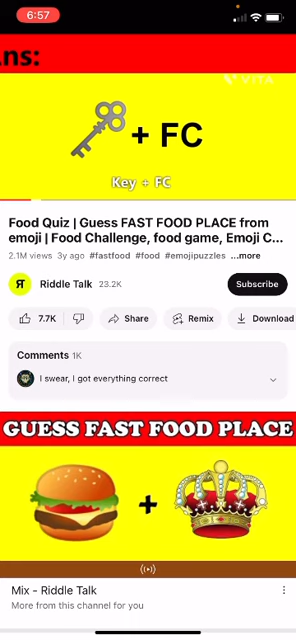 6:57
ns:
VITA
+ FC
Key + FC
Food Quiz | Guess FAST FOOD PLACE from
emoji | Food Challenge, food game, Emoji C...
2.1M views 3y ago #fastfood #food #emojipuzzles ...more
Riddle Talk 23.2K
Subscribe
7.7K
Share
Remix
Download
Comments 1K
I swear, I got everything correct
GUESS FAST FOOD PLACE
+
Mix - Riddle Talk
More from this channel for you